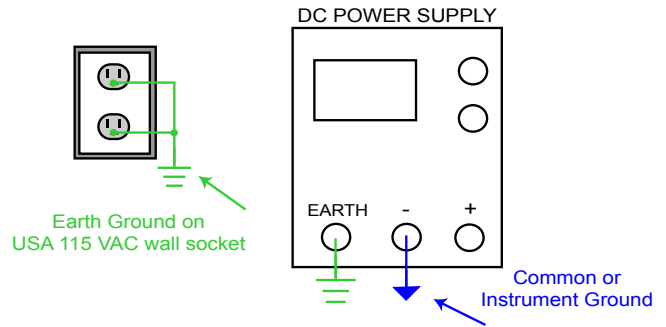 DC POWER SUPPLY
EARTH - +
Earth Ground on
USA 115 VAC wall socket
Common or
Instrument Ground